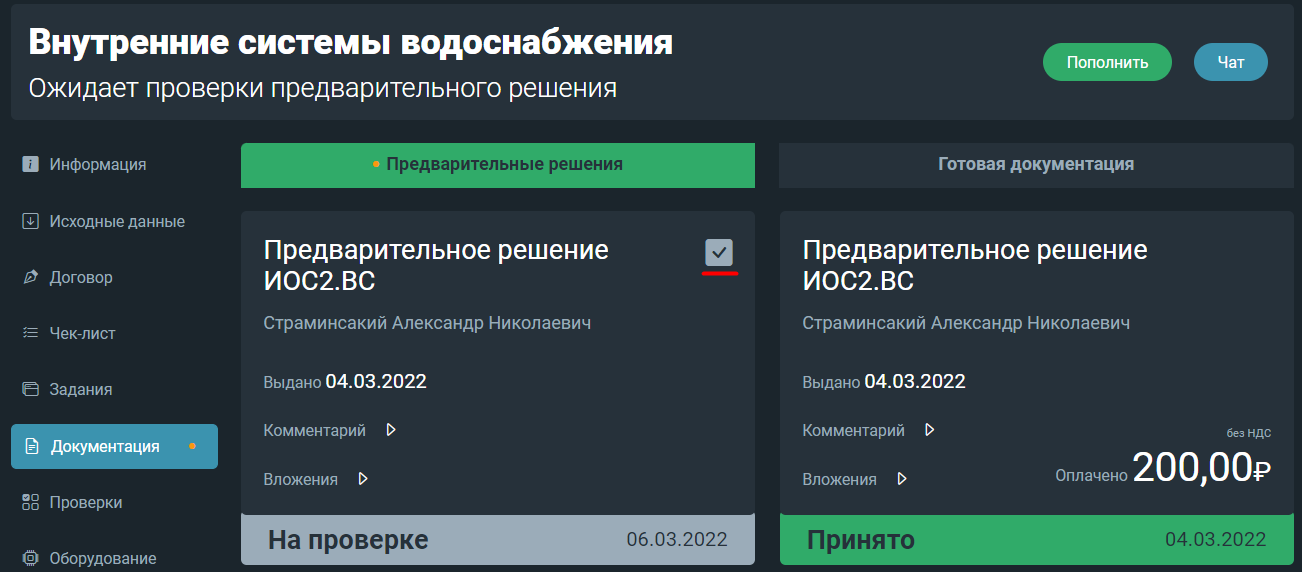 Внутренние системы водоснабжения
Ожидает проверки предварительного решения
Пополнить
Чат
Информация
Исходные данные
Договор
Чек-лист
Задания
Документация
Проверки
Оборудование
Предварительные решения
Готовая документация
Предварительное решение
ИОС2.ВС
Страминсакий Александр Николаевич
Выдано 04.03.2022
Комментарий
Вложения
На проверке 06.03.2022
Предварительное решение
ИОС2.ВС
Страминсакий Александр Николаевич
Выдано 04.03.2022
Комментарий
Вложения
без НДС
Оплачено 200,00₽
Принято 04.03.2022